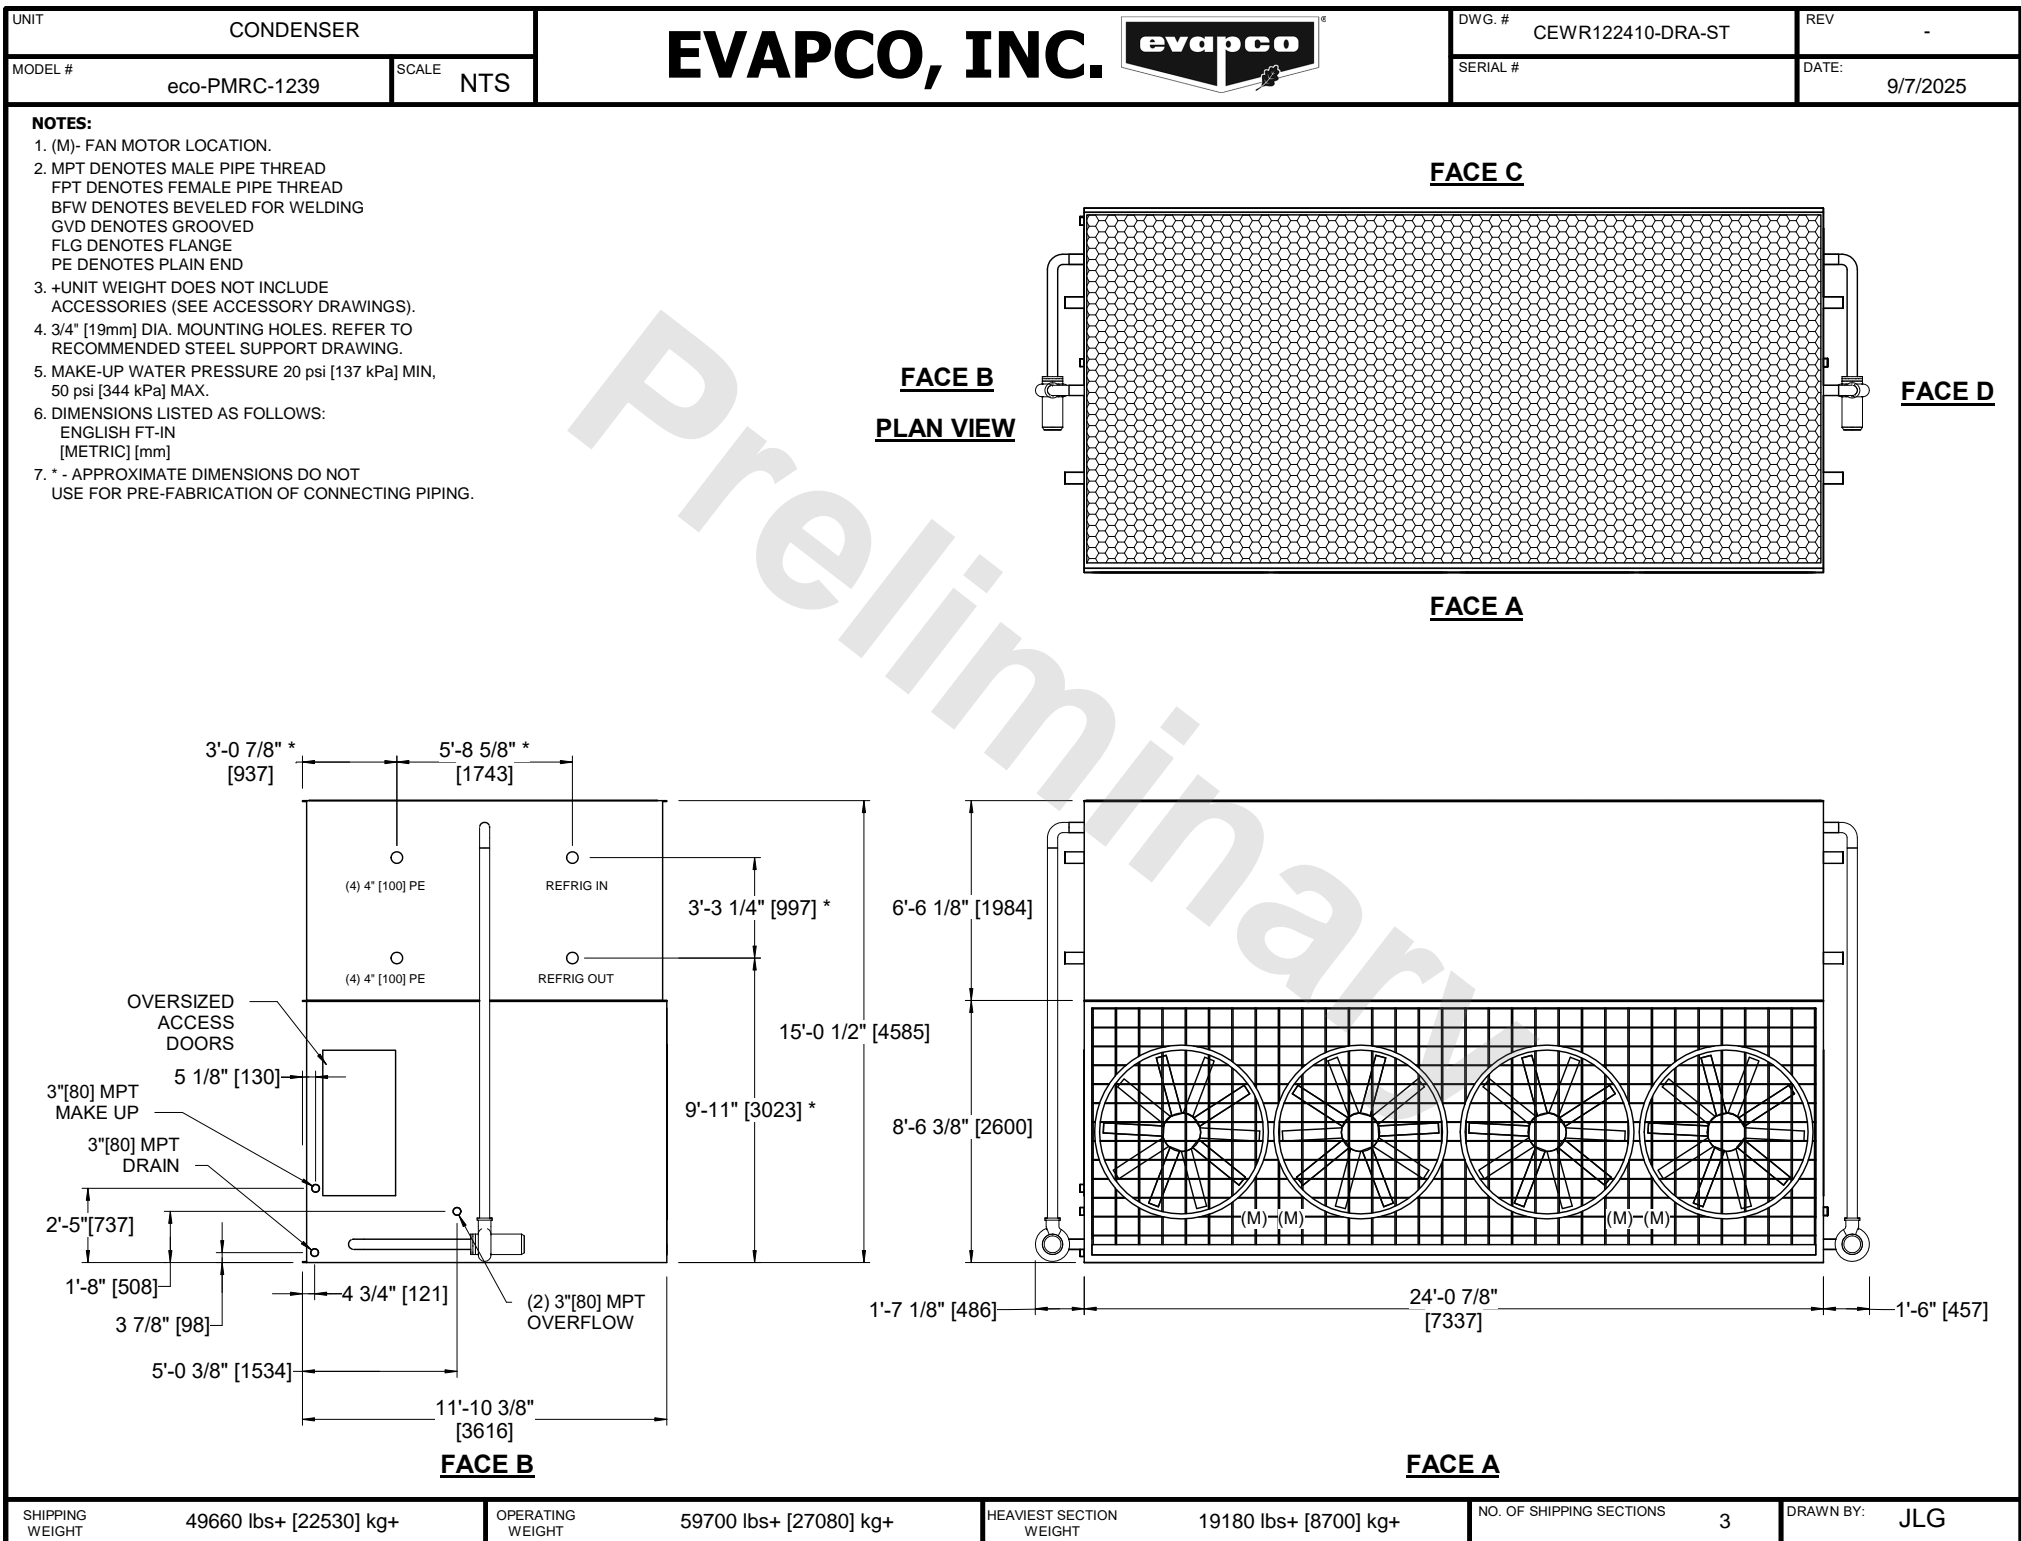 UNIT
CONDENSER
MODEL #
eco-PMRC-1239
SCALE
NTS
EVAPCO, INC.
evapco
®
DWG. #
CEWR122410-DRA-ST
REV
-
SERIAL #
DATE:
9/7/2025
NOTES:
1. (M)- FAN MOTOR LOCATION.
2. MPT DENOTES MALE PIPE THREAD
FPT DENOTES FEMALE PIPE THREAD
BFW DENOTES BEVELED FOR WELDING
GVD DENOTES GROOVED
FLG DENOTES FLANGE
PE DENOTES PLAIN END
3. +UNIT WEIGHT DOES NOT INCLUDE
ACCESSORIES (SEE ACCESSORY DRAWINGS).
4. 3/4" [19mm] DIA. MOUNTING HOLES. REFER TO
RECOMMENDED STEEL SUPPORT DRAWING.
5. MAKE-UP WATER PRESSURE 20 psi [137 kPa] MIN,
50 psi [344 kPa] MAX.
6. DIMENSIONS LISTED AS FOLLOWS:
ENGLISH FT-IN
[METRIC] [mm]
7. * - APPROXIMATE DIMENSIONS DO NOT
USE FOR PRE-FABRICATION OF CONNECTING PIPING.
FACE C
FACE B
PLAN VIEW
FACE D
FACE A
Preliminary
3'-0 7/8" *
[937]
5'-8 5/8" *
[1743]
(4) 4" [100] PE
REFRIG IN
3'-3 1/4" [997] *
(4) 4" [100] PE
REFRIG OUT
OVERSIZED
ACCESS
DOORS
5 1/8" [130]
3"[80] MPT
MAKE UP
3"[80] MPT
DRAIN
2'-5"[737]
1'-8" [508]
3 7/8" [98]
4 3/4" [121]
5'-0 3/8" [1534]
(2) 3"[80] MPT
OVERFLOW
11'-10 3/8"
[3616]
15'-0 1/2" [4585]
9'-11" [3023] *
FACE B
6'-6 1/8" [1984]
8'-6 3/8" [2600]
(M) (M)
(M) (M)
1'-7 1/8" [486]
24'-0 7/8"
[7337]
1'-6" [457]
FACE A
SHIPPING
WEIGHT
49660 lbs+ [22530] kg+
OPERATING
WEIGHT
59700 lbs+ [27080] kg+
HEAVIEST SECTION
WEIGHT
19180 lbs+ [8700] kg+
NO. OF SHIPPING SECTIONS
3
DRAWN BY:
JLG